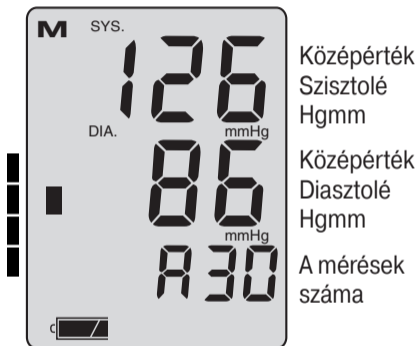 M SYS.
126
mmHg
Középérték
Szisztolé
Hgmm
DIA.
86
mmHg
Középérték
Diasztolé
Hgmm
A30
A mérések
száma